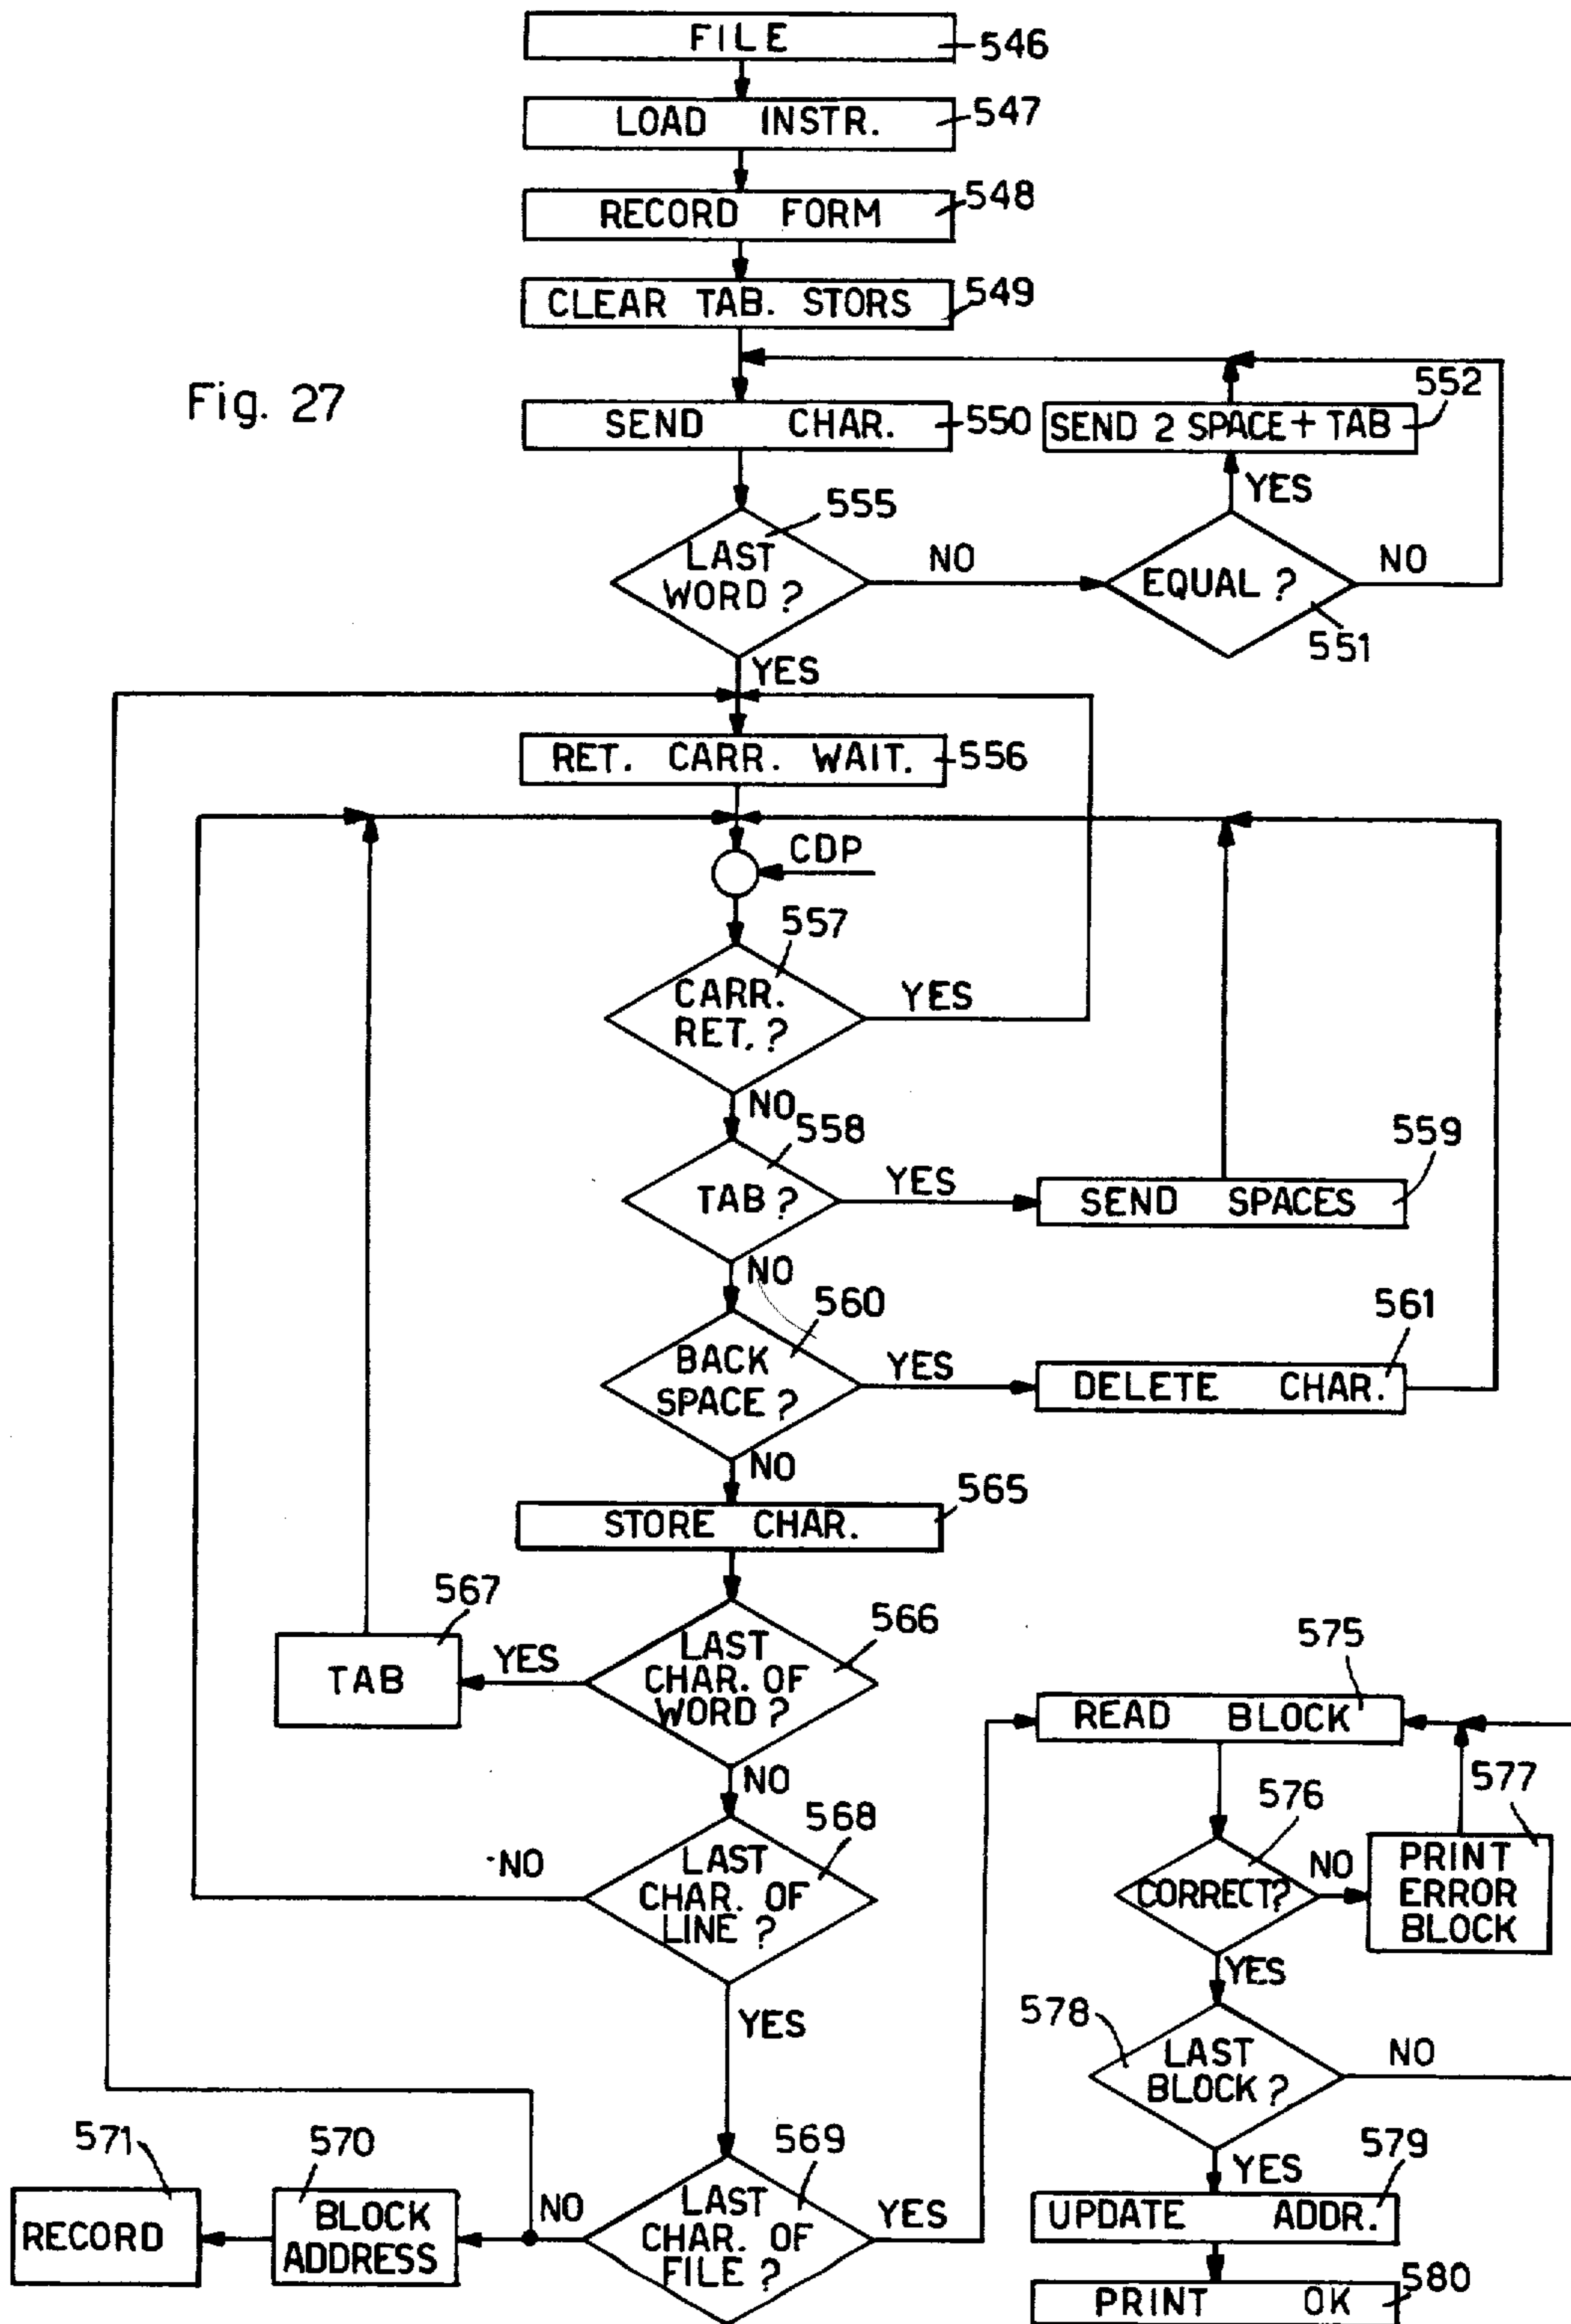 FILE
546
LOAD INSTR.
547
RECORD FORM
548
CLEAR TAB. STORS
549
Fig. 27
SEND CHAR.
550
SEND 2 SPACE + TAB
552
YES
555
LAST
WORD ?
NO
EQUAL ?
NO
551
YES
RET. CARR. WAIT.
556
CDP
557
CARR.
RET. ?
YES
NO
558
TAB ?
YES
SEND SPACES
559
NO
560
BACK
SPACE ?
YES
DELETE CHAR.
561
NO
STORE CHAR.
565
567
TAB
YES
566
LAST
CHAR. OF
WORD ?
NO
568
LAST
CHAR. OF
LINE ?
NO
YES
575
READ BLOCK
576
577
CORRECT?
NO
PRINT
ERROR
BLOCK
YES
578
LAST
BLOCK ?
NO
YES
571
RECORD
570
BLOCK
ADDRESS
NO
569
LAST
CHAR. OF
FILE ?
YES
579
UPDATE ADDR.
PRINT OK
580